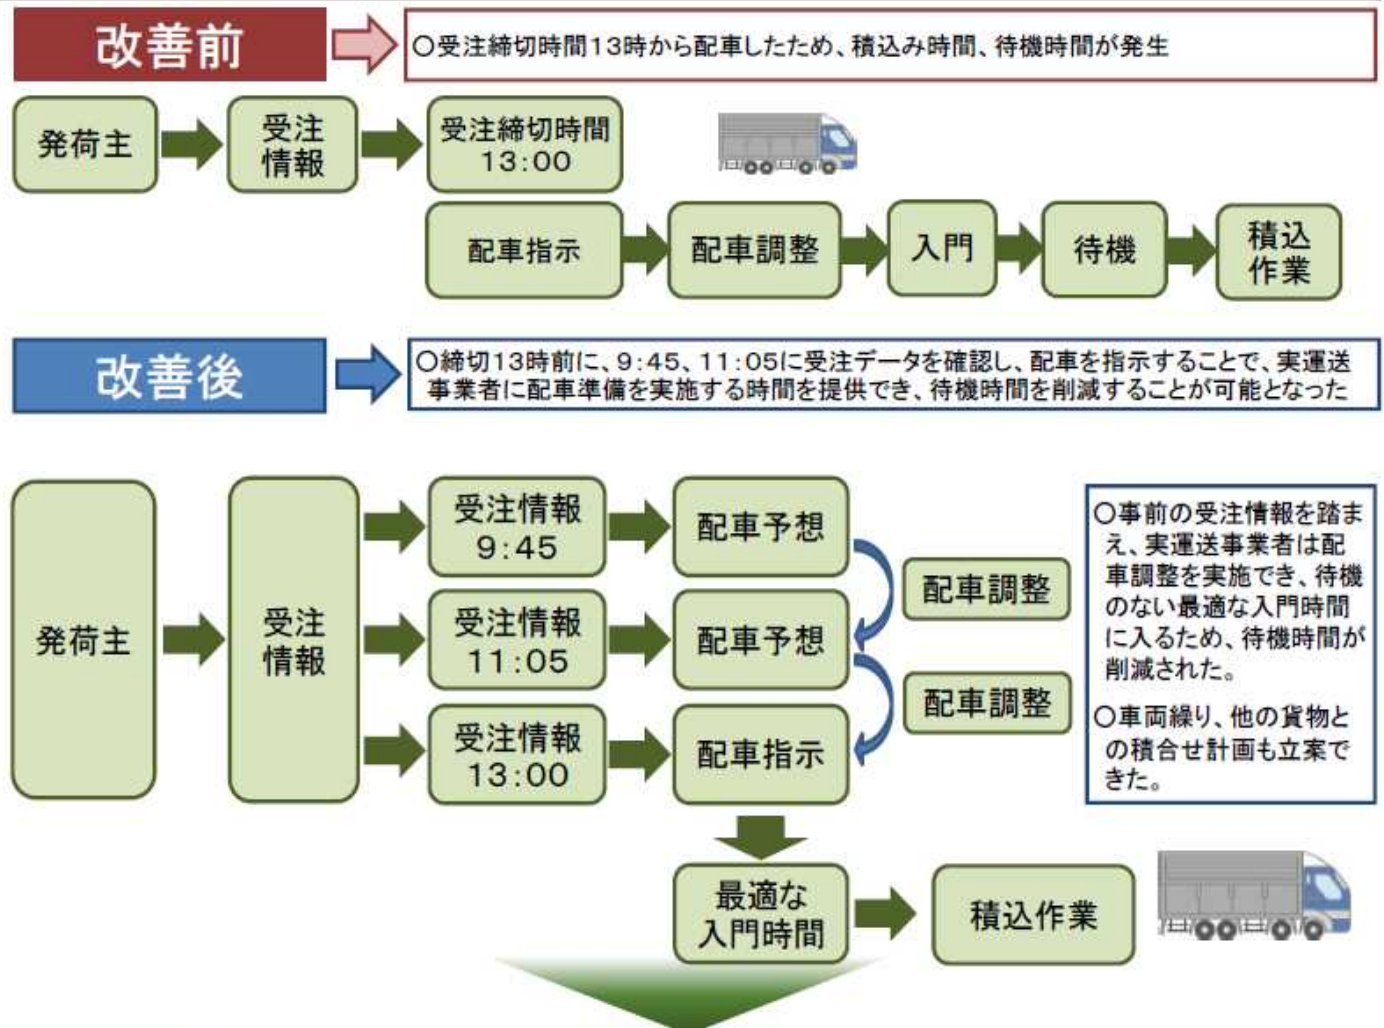 改善前
○受注締切時間13時から配車したため、積込み時間、待機時間が発生
発荷主
受注
情報
受注締切時間
13:00
配車指示
配車調整
入門
待機
積込
作業
改善後
○締切13時前に、9:45、11:05に受注データを確認し、配車を指示することで、実運送
事業者に配車準備を実施する時間を提供でき、待機時間を削減することが可能となった
発荷主
受注
情報
受注情報
9:45
配車予想
受注情報
11:05
配車予想
受注情報
13:00
配車指示
配車調整
配車調整
○事前の受注情報を踏ま
え、実運送事業者は配
車調整を実施でき、待機
のない最適な入門時間
に入るため、待機時間が
削減された。
○車両繰り、他の貨物と
の積合せ計画も立案で
きた。
最適な
入門時間
積込作業